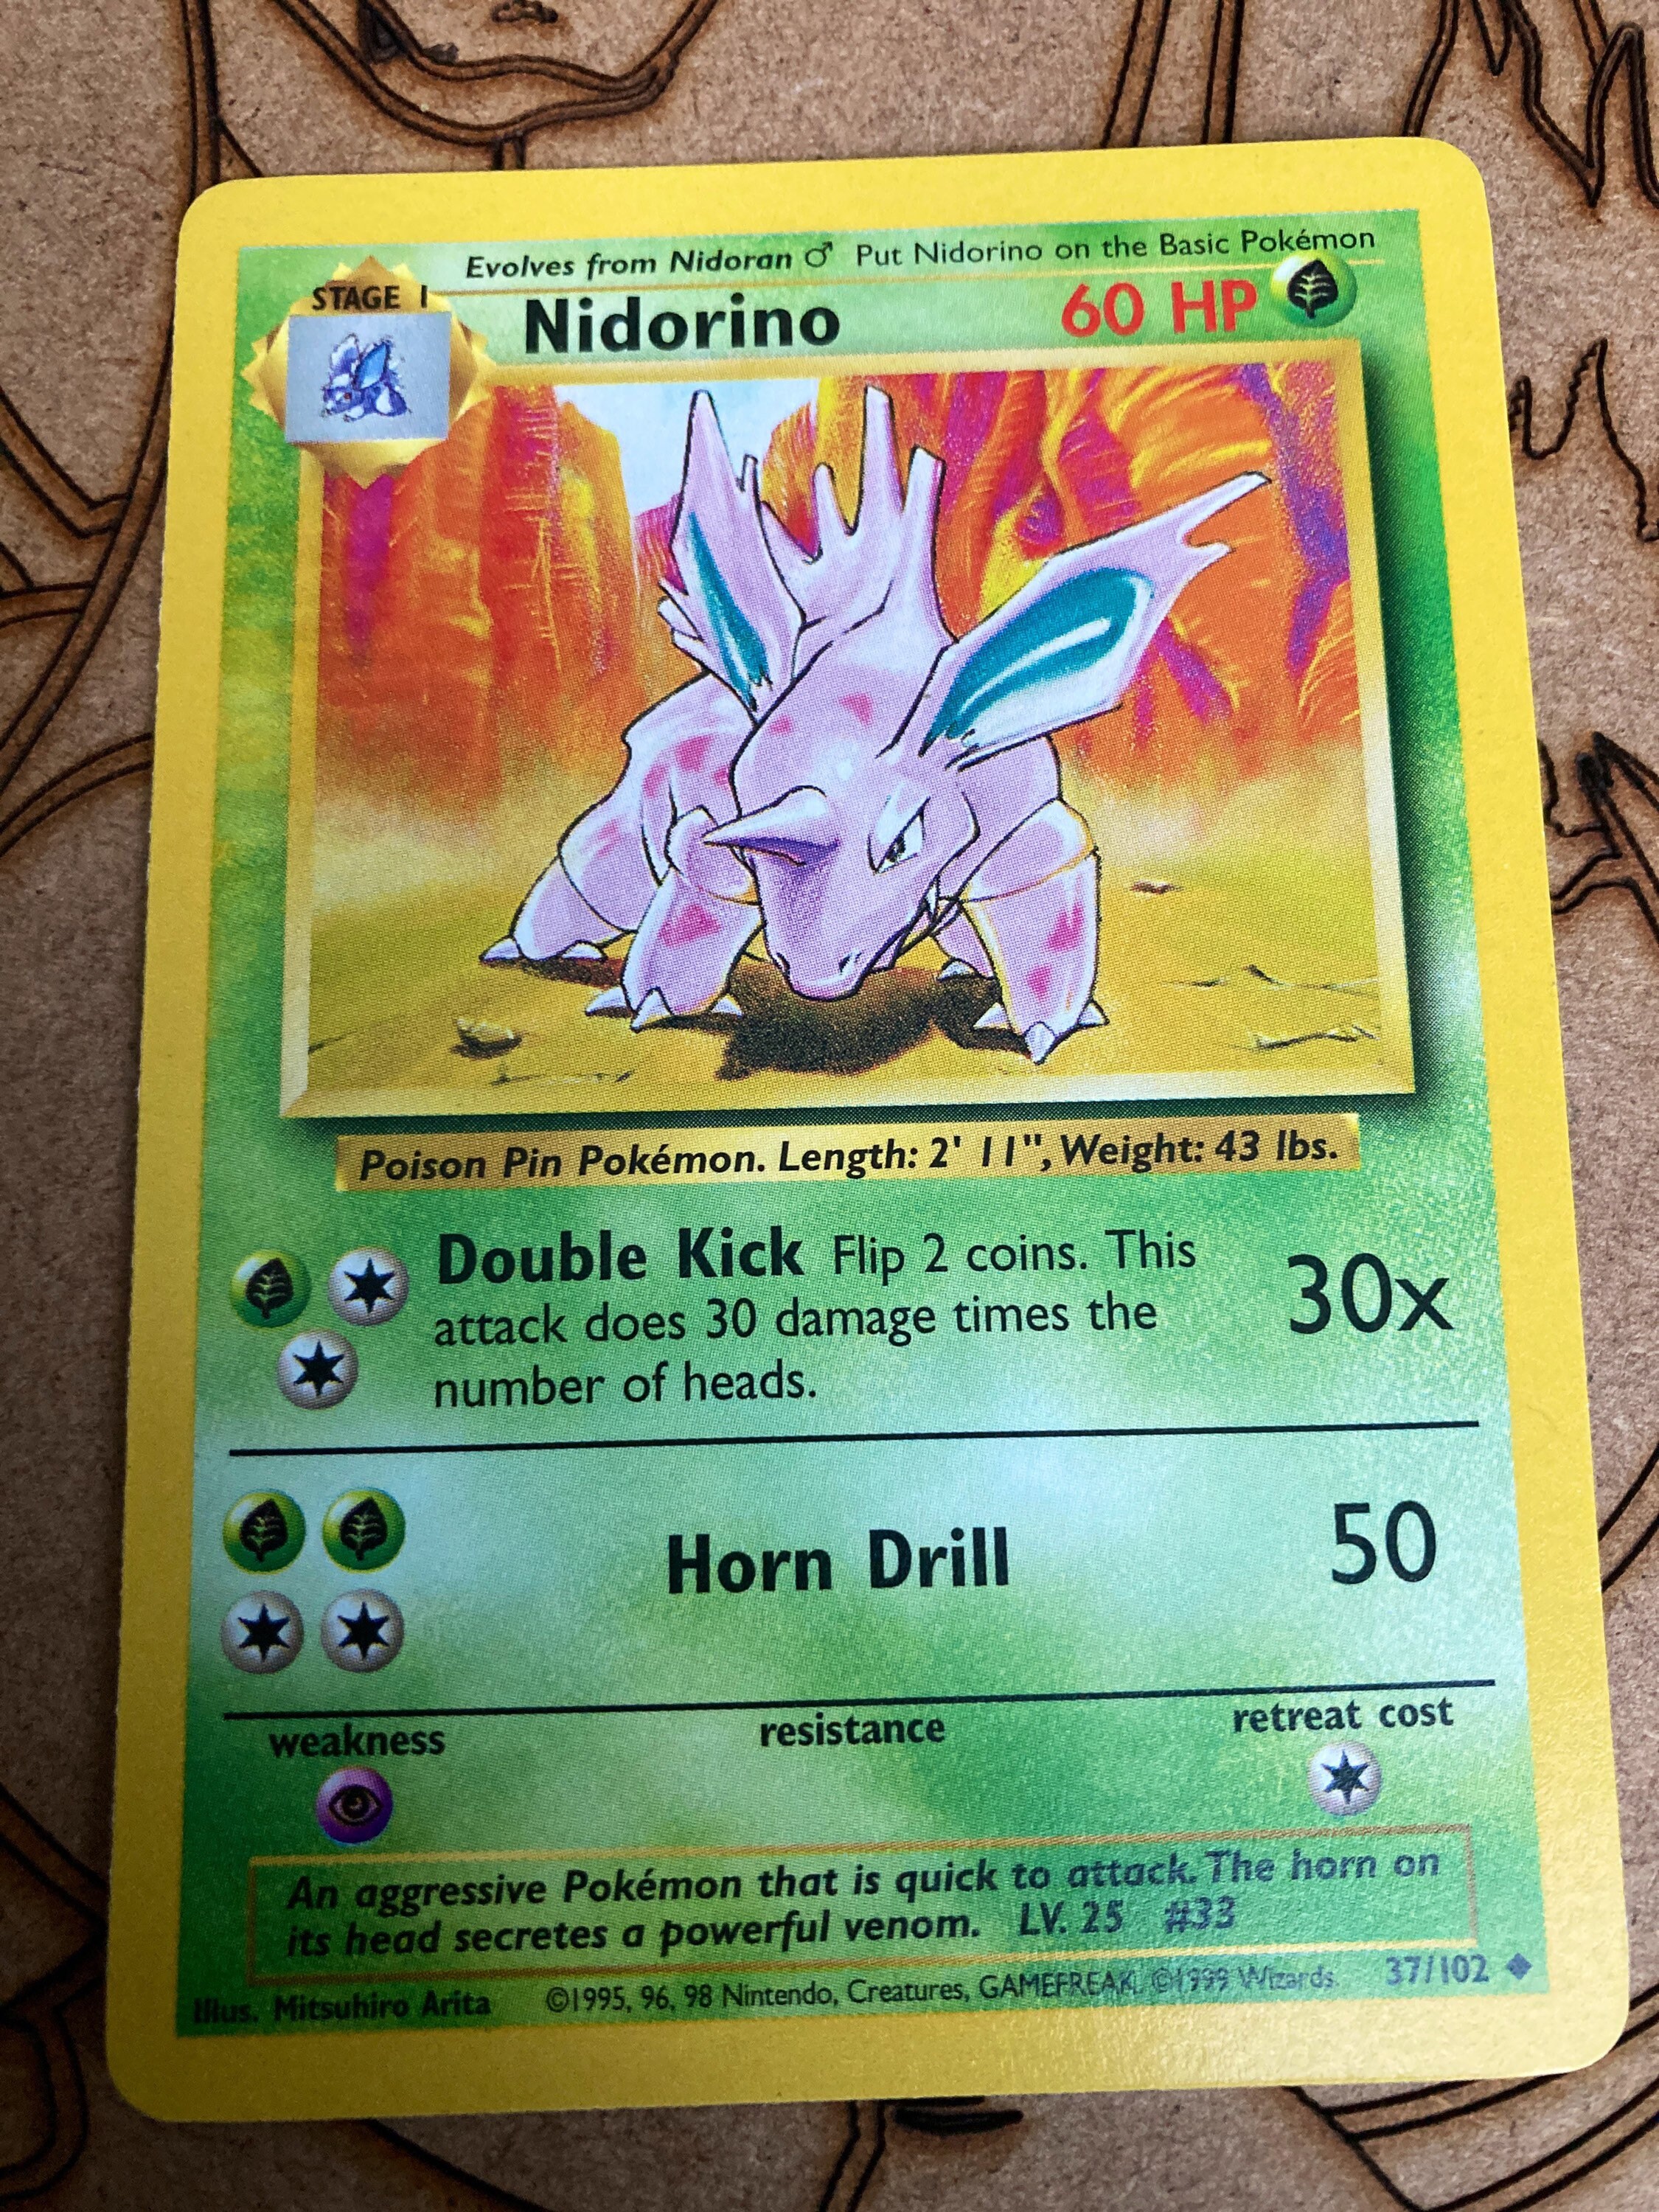 Evolves from Nidoran ♂ Put Nidorino on the Basic Pokémon
STAGE 1
Nidorino 60 HP
Poison Pin Pokémon. Length: 2' 11", Weight: 43 lbs.
Double Kick Flip 2 coins. This
attack does 30 damage times the
number of heads.
30x
Horn Drill 50
weakness resistance retreat cost
An aggressive Pokémon that is quick to attack. The horn on
its head secretes a powerful venom. LV. 25 #33
Illus. Mitsuhiro Arita ©1995, 96, 98 Nintendo, Creatures, GAMEFREAK. ©1999 Wizards. 37/102